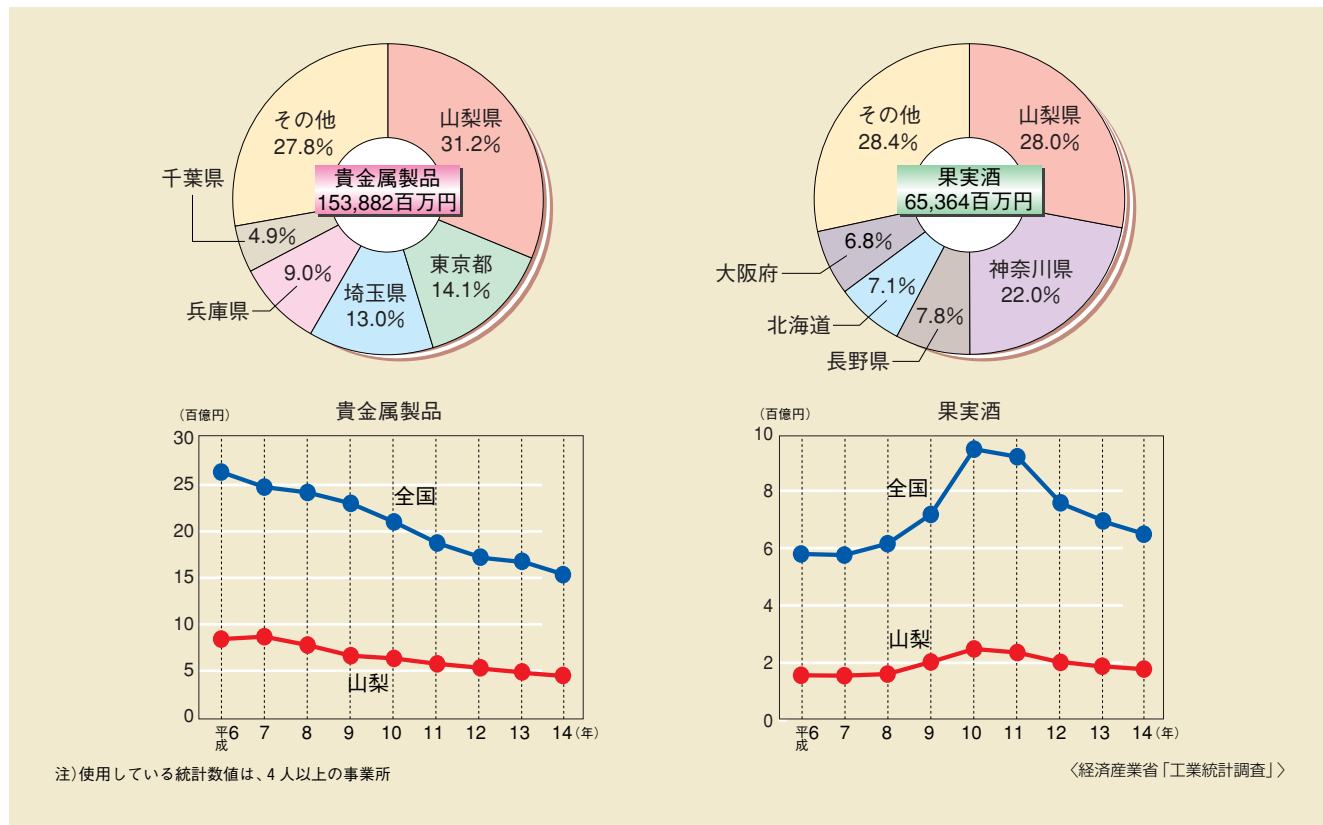 その他
27.8%
山梨県
31.2%
貴金属製品
153,882百万円
千葉県
4.9%
9.0%
兵庫県
埼玉県
13.0%
東京都
14.1%
その他
28.4%
山梨県
28.0%
果実酒
65,364百万円
6.8%
大阪府
7.1%
北海道
7.8%
長野県
神奈川県
22.0%
貴金属製品
（百億円）
30
25
20
15
10
5
0
全国
山梨
平成6 7 8 9 10 11 12 13 14（年）
果実酒
（百億円）
10
8
6
4
2
0
全国
山梨
平成6 7 8 9 10 11 12 13 14（年）
注）使用している統計数値は、4人以上の事業所
〈経済産業省「工業統計調査」〉